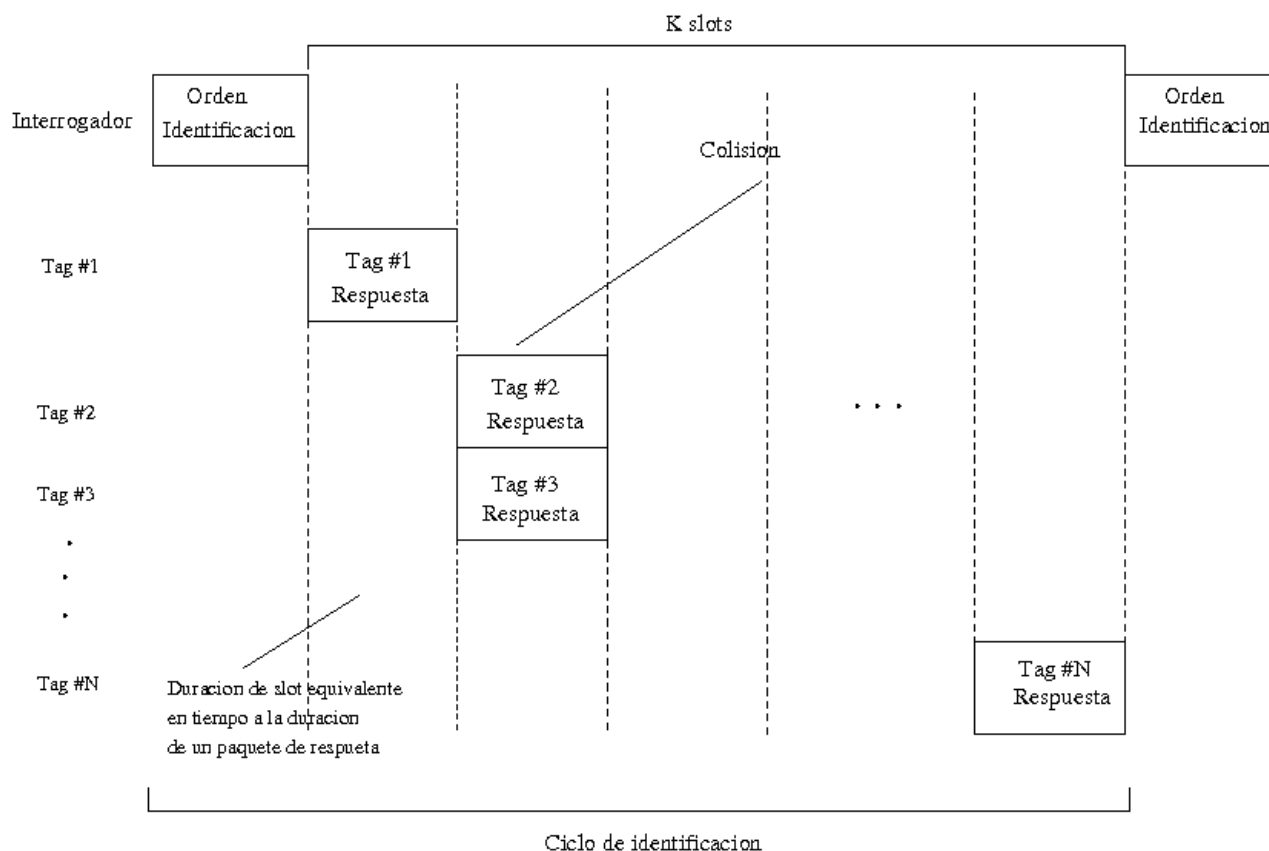 K slots
Orden
Identificacion
Orden
Identificacion
Interrogador
Colision
Tag #1
Tag #1
Respuesta
Tag #2
Tag #2
Respuesta
. . .
Tag #3
Tag #3
Respuesta
.
.
.
Tag #N
Tag #N
Respuesta
Duracion de slot equivalente
en tiempo a la duracion
de un paquete de respueta
Ciclo de identificacion